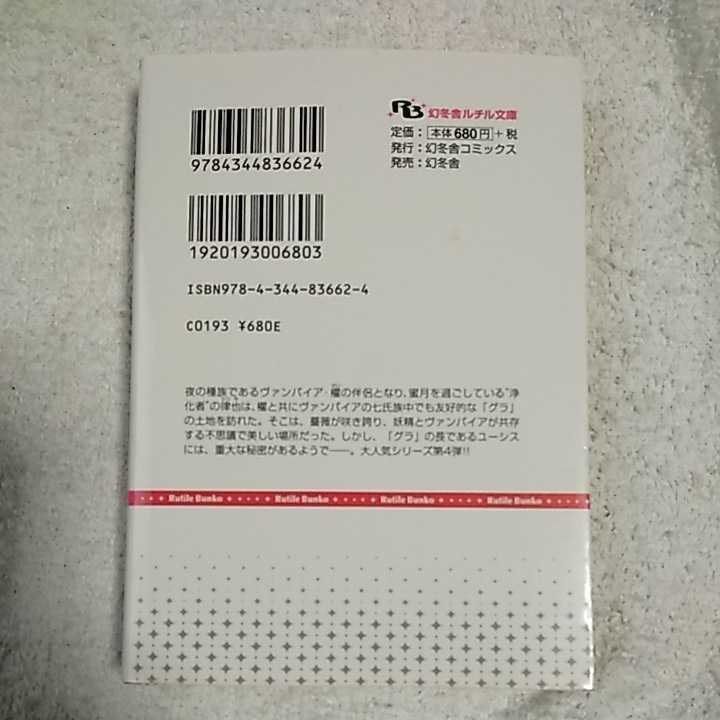 9784344836624
RB 幻冬舎ルチル文庫
定価：本体680円＋税
発行：幻冬舎コミックス
発売：幻冬舎
1920193006803
ISBN978-4-344-83662-4
C0193 ¥680E
夜の種族であるヴァンパイア・櫂の伴侶となり、蜜月を過ごしている“浄
化者”の律也は、櫂と共にヴァンパイアの七氏族中でも友好的な「グラ」
の土地を訪れた。そこは、薔薇が咲き誇り、妖精とヴァンパイアが共存
する不思議で美しい場所だった。しかし、「グラ」の長であるユーシス
には、重大な秘密があるようで――。大人気シリーズ第4弾!!
Rutile Bunko Rutile Bunko Rutile Bunko Rutile Bunko